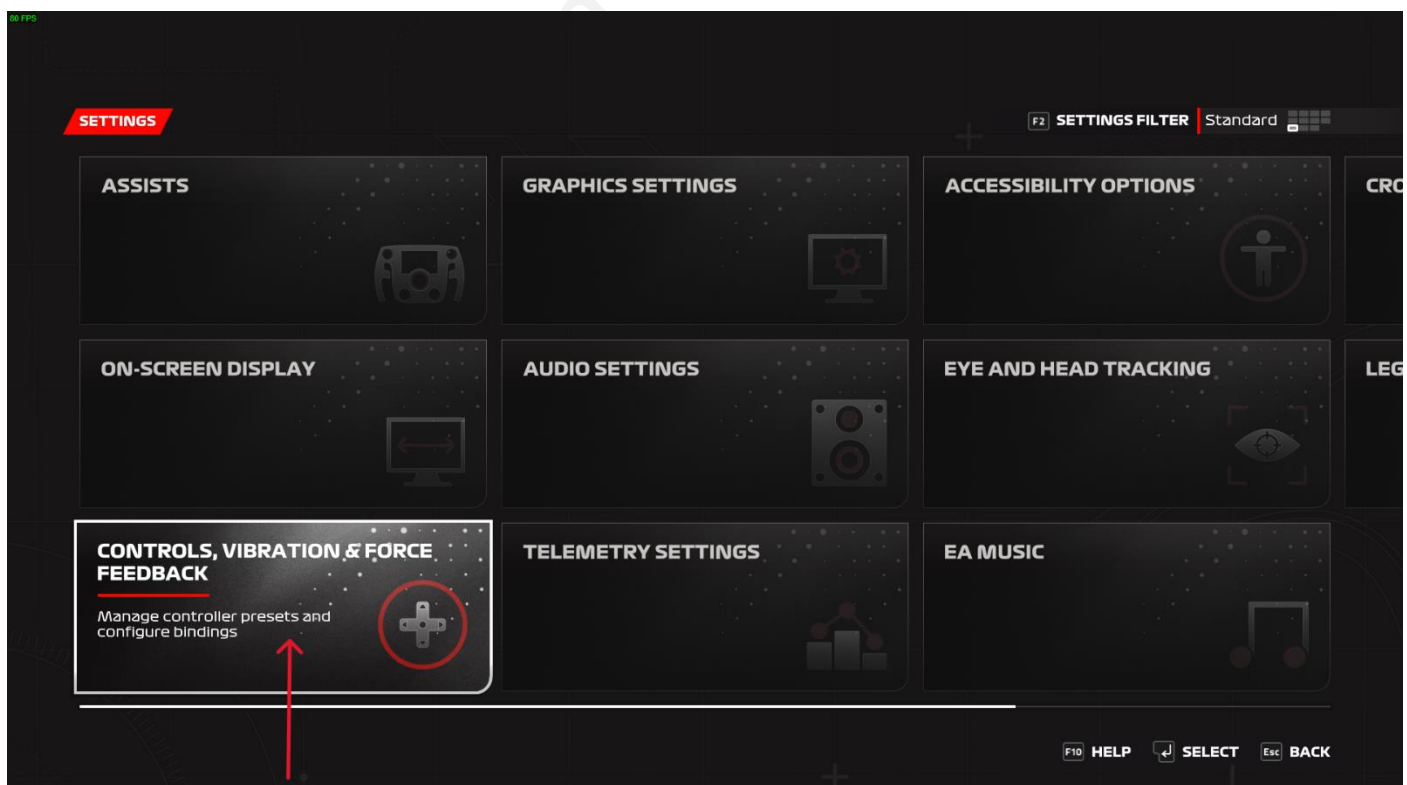 80 FPS
SETTINGS
F2 SETTINGS FILTER Standard
ASSISTS
GRAPHICS SETTINGS
ACCESSIBILITY OPTIONS
CRO
ON-SCREEN DISPLAY
AUDIO SETTINGS
EYE AND HEAD TRACKING
LEG
CONTROLS, VIBRATION & FORCE
FEEDBACK
Manage controller presets and
configure bindings
TELEMETRY SETTINGS
EA MUSIC
F10 HELP
SELECT
Esc BACK